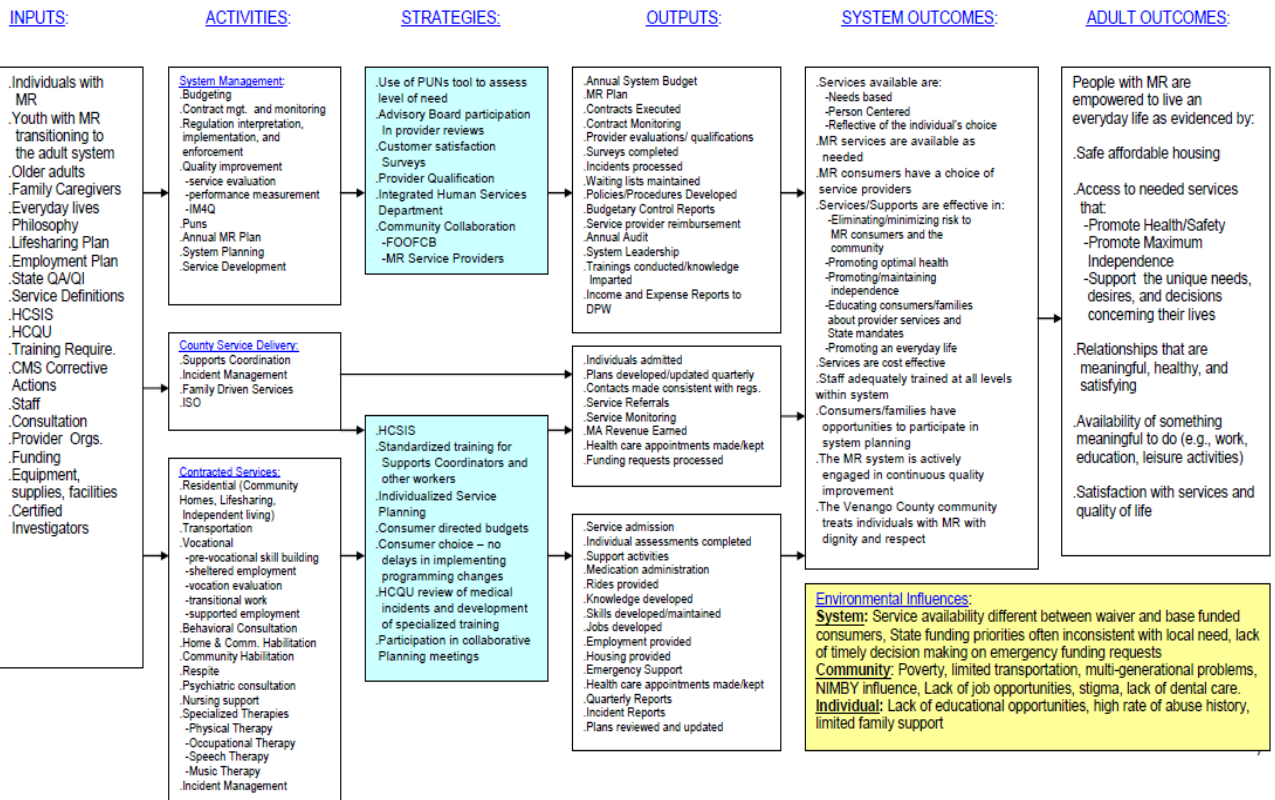 INPUTS:
ACTIVITIES:
STRATEGIES:
OUTPUTS:
SYSTEM OUTCOMES:
ADULT OUTCOMES:
.Individuals with
MR
.Youth with MR
transitioning to
the adult system
.Older adults
.Family Caregivers
.Everyday lives
Philosophy
.Lifesharing Plan
.Employment Plan
.State QA/QI
.Service Definitions
.HCSIS
.HCQU
.Training Require.
.CMS Corrective
Actions
.Staff
.Consultation
.Provider Orgs.
.Funding
.Equipment,
supplies, facilities
.Certified
Investigators
System Management:
.Budgeting
.Contract mgt. and monitoring
.Regulation interpretation,
implementation, and
enforcement
.Quality improvement
-service evaluation
-performance measurement
-IM4Q
.Puns
.Annual MR Plan
.System Planning
.Service Development
County Service Delivery:
.Supports Coordination
.Incident Management
.Family Driven Services
.ISO
Contracted Services:
.Residential (Community
Homes, Lifesharing,
Independent living)
.Transportation
.Vocational
-pre-vocational skill building
-sheltered employment
-vocation evaluation
-transitional work
-supported employment
.Behavioral Consultation
.Home & Comm. Habilitation
.Community Habilitation
.Respite
.Psychiatric consultation
.Nursing support
.Specialized Therapies
-Physical Therapy
-Occupational Therapy
-Speech Therapy
-Music Therapy
.Incident Management
.Use of PUNs tool to assess
level of need
.Advisory Board participation
In provider reviews
.Customer satisfaction
Surveys
.Provider Qualification
.Integrated Human Services
Department
.Community Collaboration
-FOOFCB
-MR Service Providers
.HCSIS
.Standardized training for
Supports Coordinators and
other workers
.Individualized Service
Planning
.Consumer directed budgets
.Consumer choice – no
delays in implementing
programming changes
.HCQU review of medical
incidents and development
of specialized training
.Participation in collaborative
Planning meetings
.Annual System Budget
.MR Plan
.Contracts Executed
.Contract Monitoring
.Provider evaluations/ qualifications
.Surveys completed
.Incidents processed
.Waiting lists maintained
.Policies/Procedures Developed
.Budgetary Control Reports
.Service provider reimbursement
.Annual Audit
.System Leadership
.Trainings conducted/knowledge
Imparted
.Income and Expense Reports to
DPW
.Individuals admitted
.Plans developed/updated quarterly
.Contacts made consistent with regs.
.Service Referrals
.Service Monitoring
.MA Revenue Earned
.Health care appointments made/kept
.Funding requests processed
.Service admission
.Individual assessments completed
.Support activities
.Medication administration
.Rides provided
.Knowledge developed
.Skills developed/maintained
.Jobs developed
.Employment provided
.Housing provided
.Emergency Support
.Health care appointments made/kept
.Quarterly Reports
.Incident Reports
.Plans reviewed and updated
.Services available are:
-Needs based
-Person Centered
-Reflective of the individual's choice
.MR services are available as
needed
.MR consumers have a choice of
service providers
.Services/Supports are effective in:
-Eliminating/minimizing risk to
MR consumers and the
community
-Promoting optimal health
-Promoting/maintaining
independence
-Educating consumers/families
about provider services and
State mandates
-Promoting an everyday life
.Services are cost effective
.Staff adequately trained at all levels
within system
.Consumers/families have
opportunities to participate in
system planning
.The MR system is actively
engaged in continuous quality
improvement
.The Venango County community
treats individuals with MR with
dignity and respect
People with MR are
empowered to live an
everyday life as evidenced by:
.Safe affordable housing
.Access to needed services
that:
-Promote Health/Safety
-Promote Maximum
Independence
-Support the unique needs,
desires, and decisions
concerning their lives
.Relationships that are
meaningful, healthy, and
satisfying
.Availability of something
meaningful to do (e.g., work,
education, leisure activities)
.Satisfaction with services and
quality of life
Environmental Influences:
System: Service availability different between waiver and base funded
consumers, State funding priorities often inconsistent with local need, lack
of timely decision making on emergency funding requests
Community: Poverty, limited transportation, multi-generational problems,
NIMBY influence, Lack of job opportunities, stigma, lack of dental care.
Individual: Lack of educational opportunities, high rate of abuse history,
limited family support